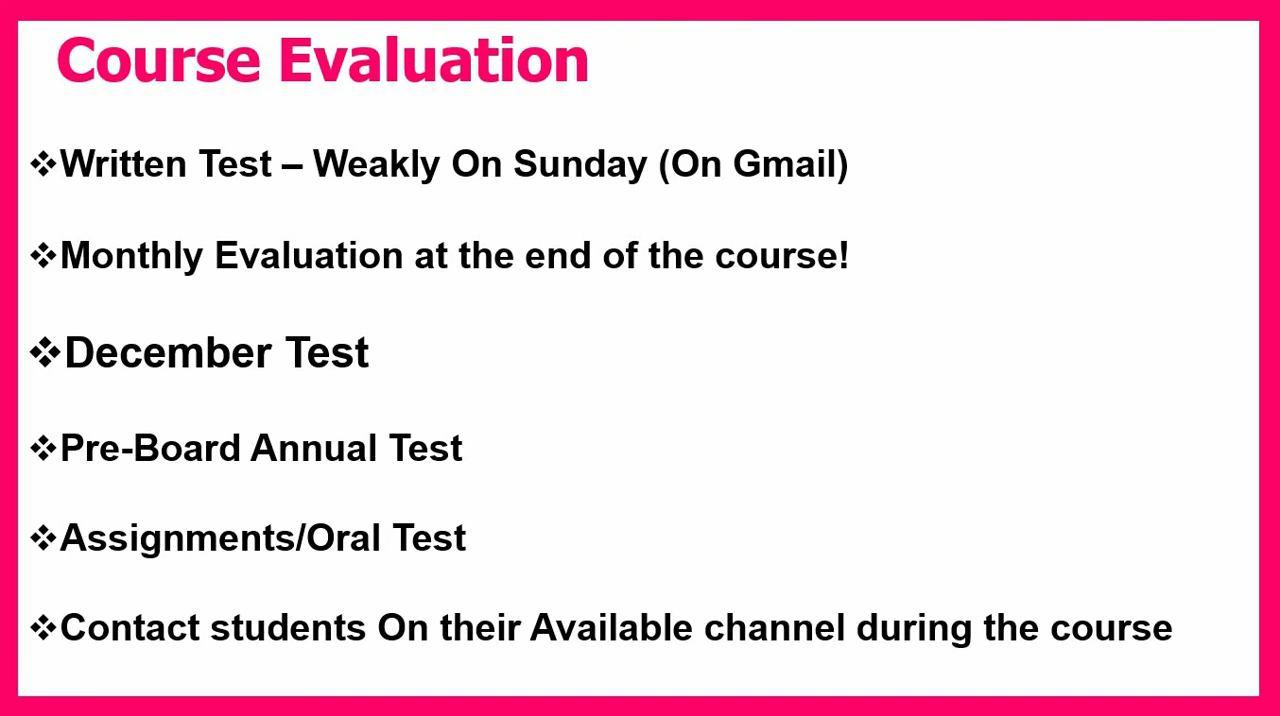 Course Evaluation
❖Written Test – Weakly On Sunday (On Gmail)
❖Monthly Evaluation at the end of the course!
❖December Test
❖Pre-Board Annual Test
❖Assignments/Oral Test
❖Contact students On their Available channel during the course